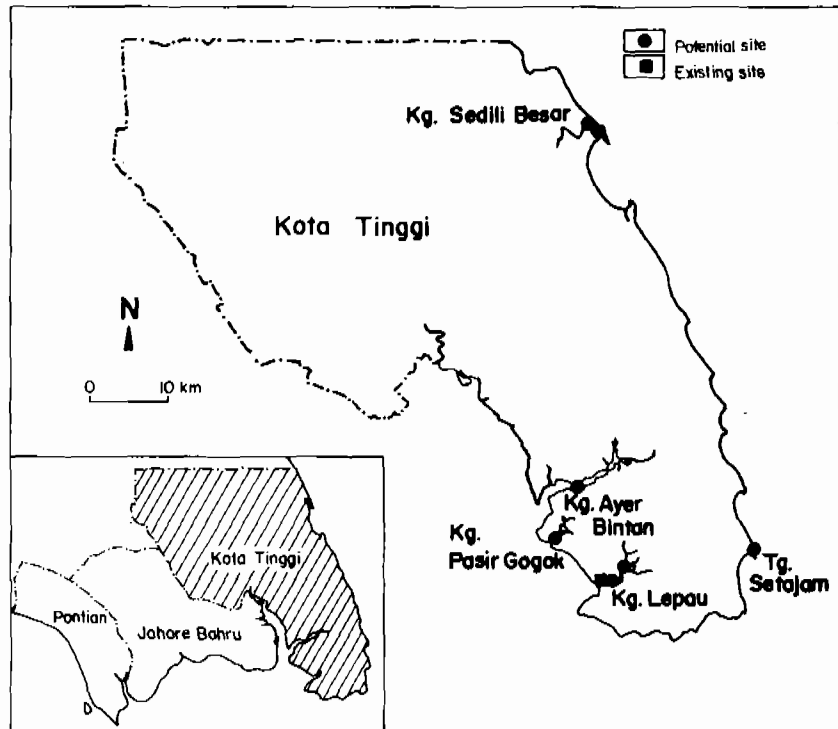 Potential site
Existing site
Kg. Sedili Besar
Kota Tinggi
N
0 10 km
Kg. Ayer
Bintan
Kg.
Pasir Gogok
Kg. Lepau
Tg.
Setajam
Kota Tinggi
Pontian
Jahore Bahru